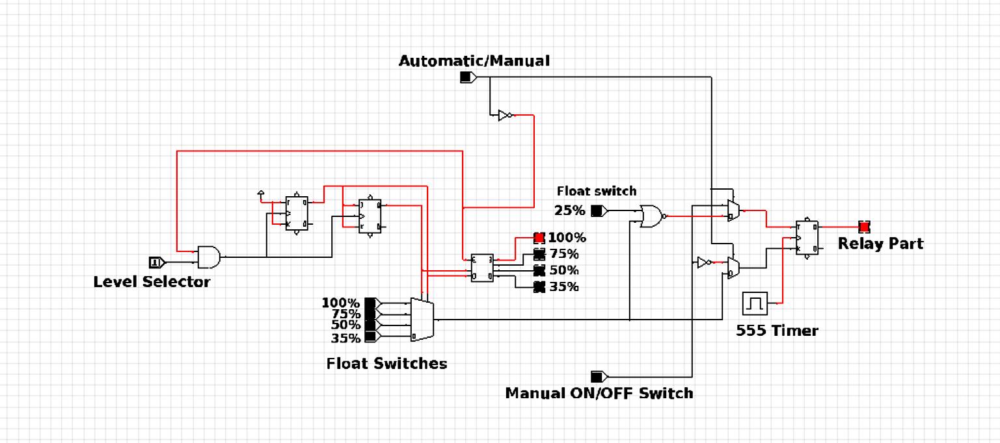 Automatic/Manual
Float switch
25%
100%
75%
50%
35%
Relay Part
Level Selector
100%
75%
50%
35%
555 Timer
Float Switches
Manual ON/OFF Switch